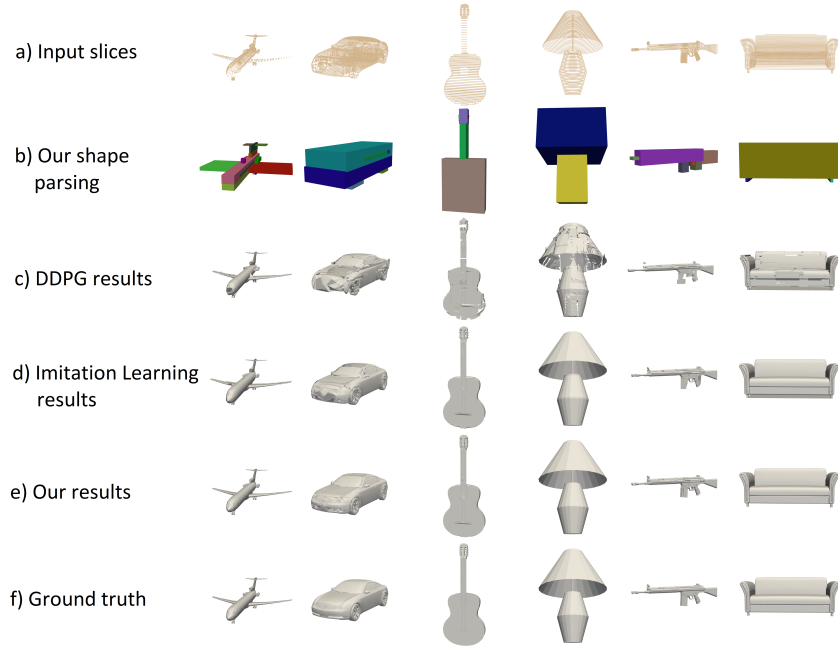 a) Input slices
b) Our shape
parsing
c) DDPG results
d) Imitation Learning
results
e) Our results
f) Ground truth